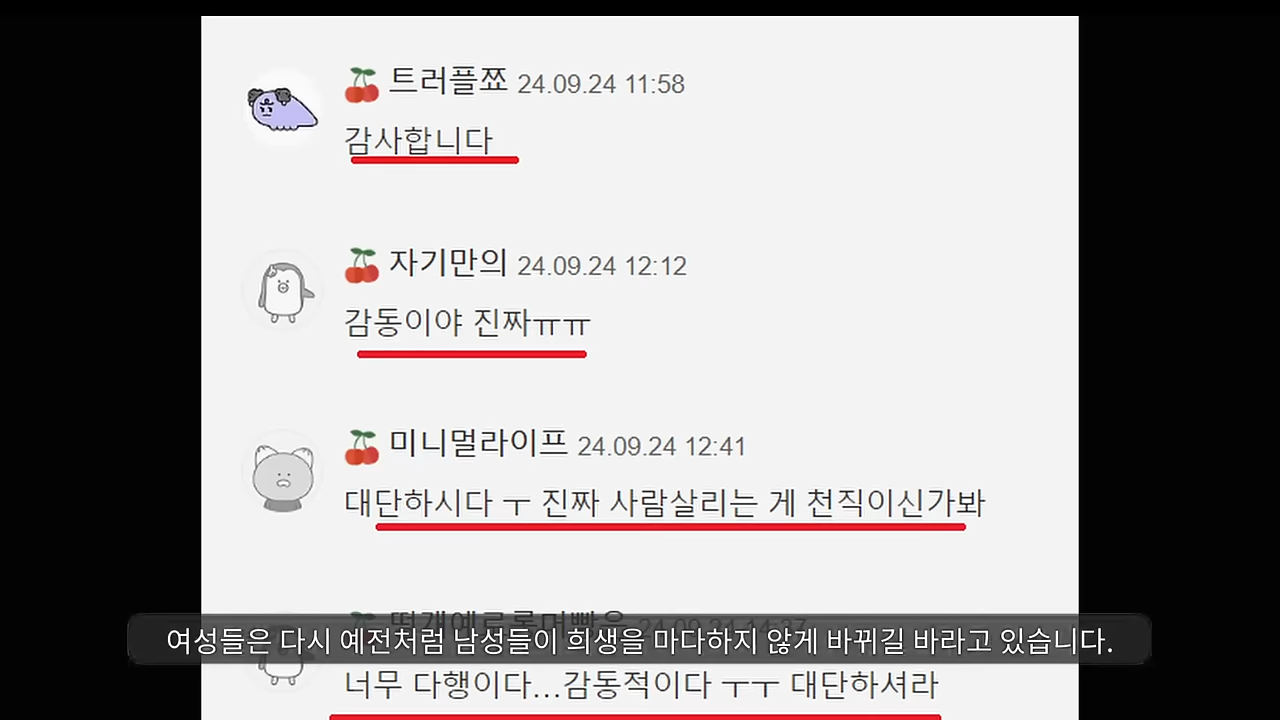 트러플쬬 24.09.24 11:58
감사합니다
자기만의 24.09.24 12:12
감동이야 진짜ㅠㅠ
미니멀라이프 24.09.24 12:41
대단하시다 ㅜ 진짜 사람살리는 게 천직이신가봐
24.09.24 14:37
여성들은 다시 예전처럼 남성들이 희생을 마다하지 않게 바뀌길 바라고 있습니다.
너무 다행이다...감동적이다 ㅜㅜ 대단하셔라